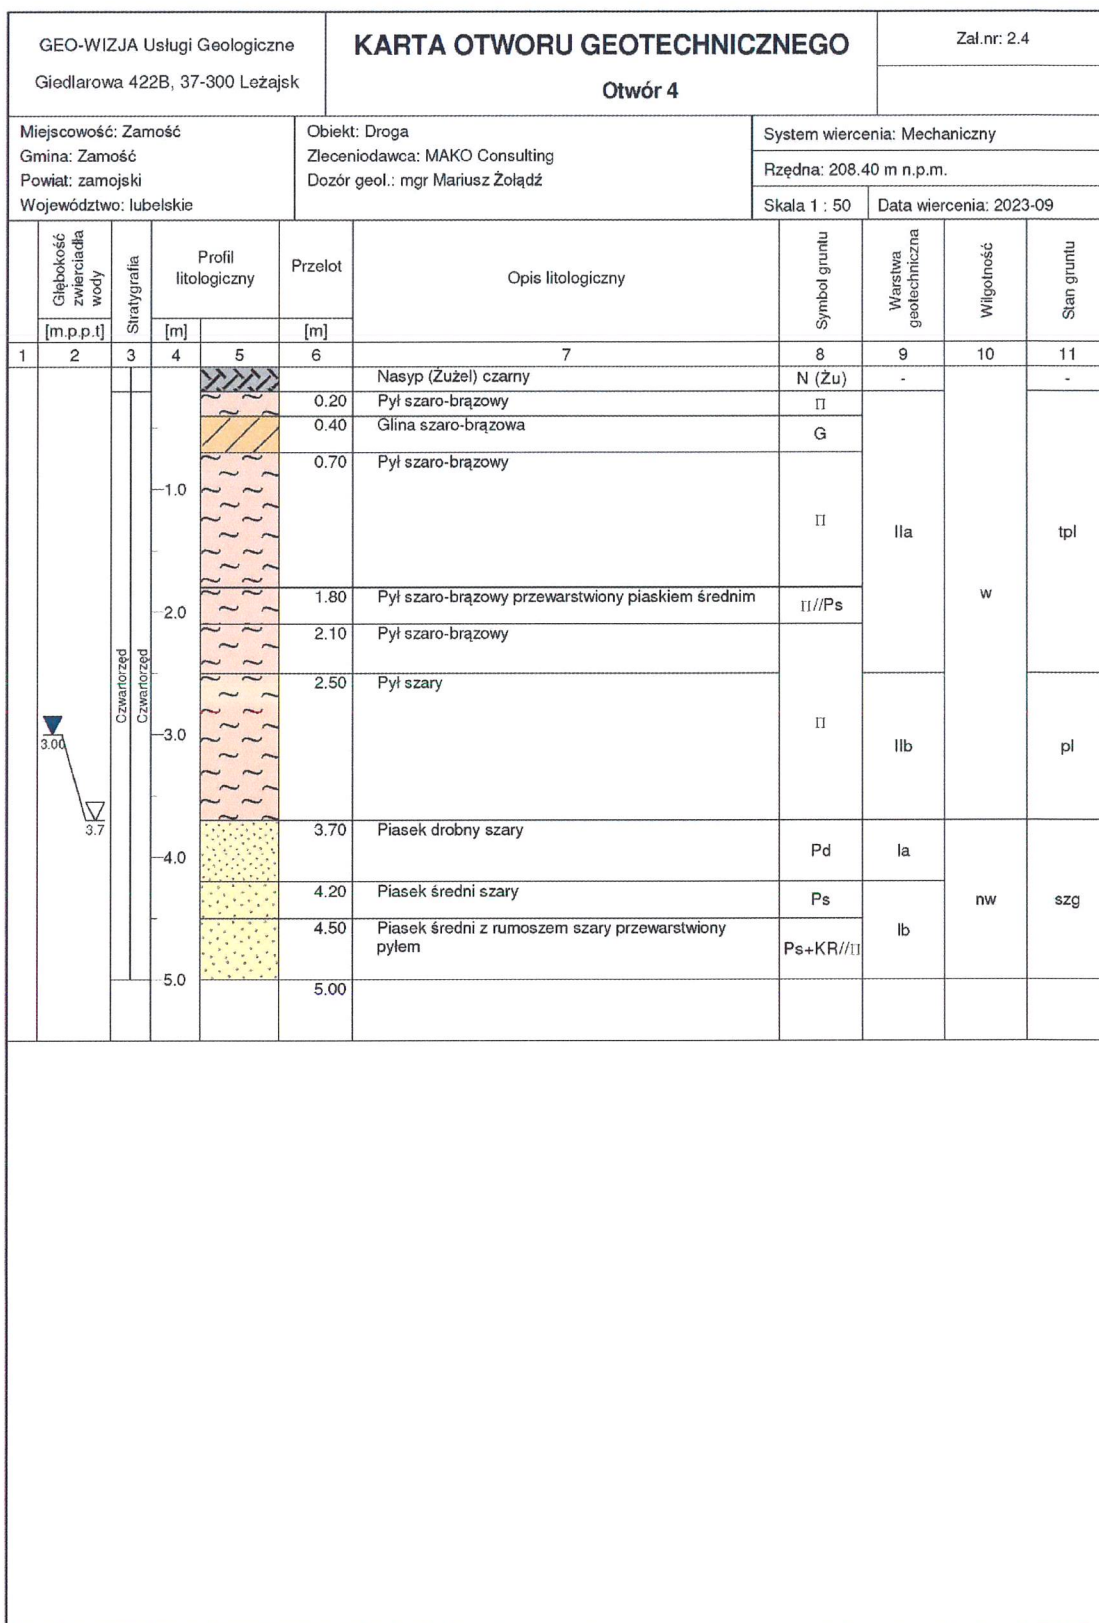 GEO-WIZJA Usługi Geologiczne
Giedlarowa 422B, 37-300 Leżajsk
KARTA OTWORU GEOTECHNICZNEGO
Otwór 4
Zał.nr: 2.4
Miejscowość: Zamość
Gmina: Zamość
Powiat: zamojski
Województwo: lubelskie
Obiekt: Droga
Zleceniodawca: MAKO Consulting
Dozór geol.: mgr Mariusz Żołądź
System wiercenia: Mechaniczny
Rzędna: 208.40 m n.p.m.
Skala 1 : 50
Data wiercenia: 2023-09
Głębokość zwierciadła wody
[m.p.p.t]
Stratygrafia
Profil litologiczny
[m]
Przelot
[m]
Opis litologiczny
Symbol gruntu
Warstwa geotechniczna
Wilgotność
Stan gruntu
1 2 3 4 5 6 7 8 9 10 11
Nasyp (Żużel) czarny N (Żu) - -
0.20 Pył szaro-brązowy Π
0.40 Glina szaro-brązowa G
0.70 Pył szaro-brązowy
1.0
Π IIa tpl
1.80 Pył szaro-brązowy przewarstwiony piaskiem średnim Π//Ps w
2.0
2.10 Pył szaro-brązowy
Czwartorzęd
Czwartorzęd
2.50 Pył szary
Π IIb pl
3.00
3.0
3.7
3.70 Piasek drobny szary
4.0
Pd Ia
4.20 Piasek średni szary Ps nw szg
4.50 Piasek średni z rumoszem szary przewarstwiony
pyłem
Ps+KR//Π Ib
5.0
5.00